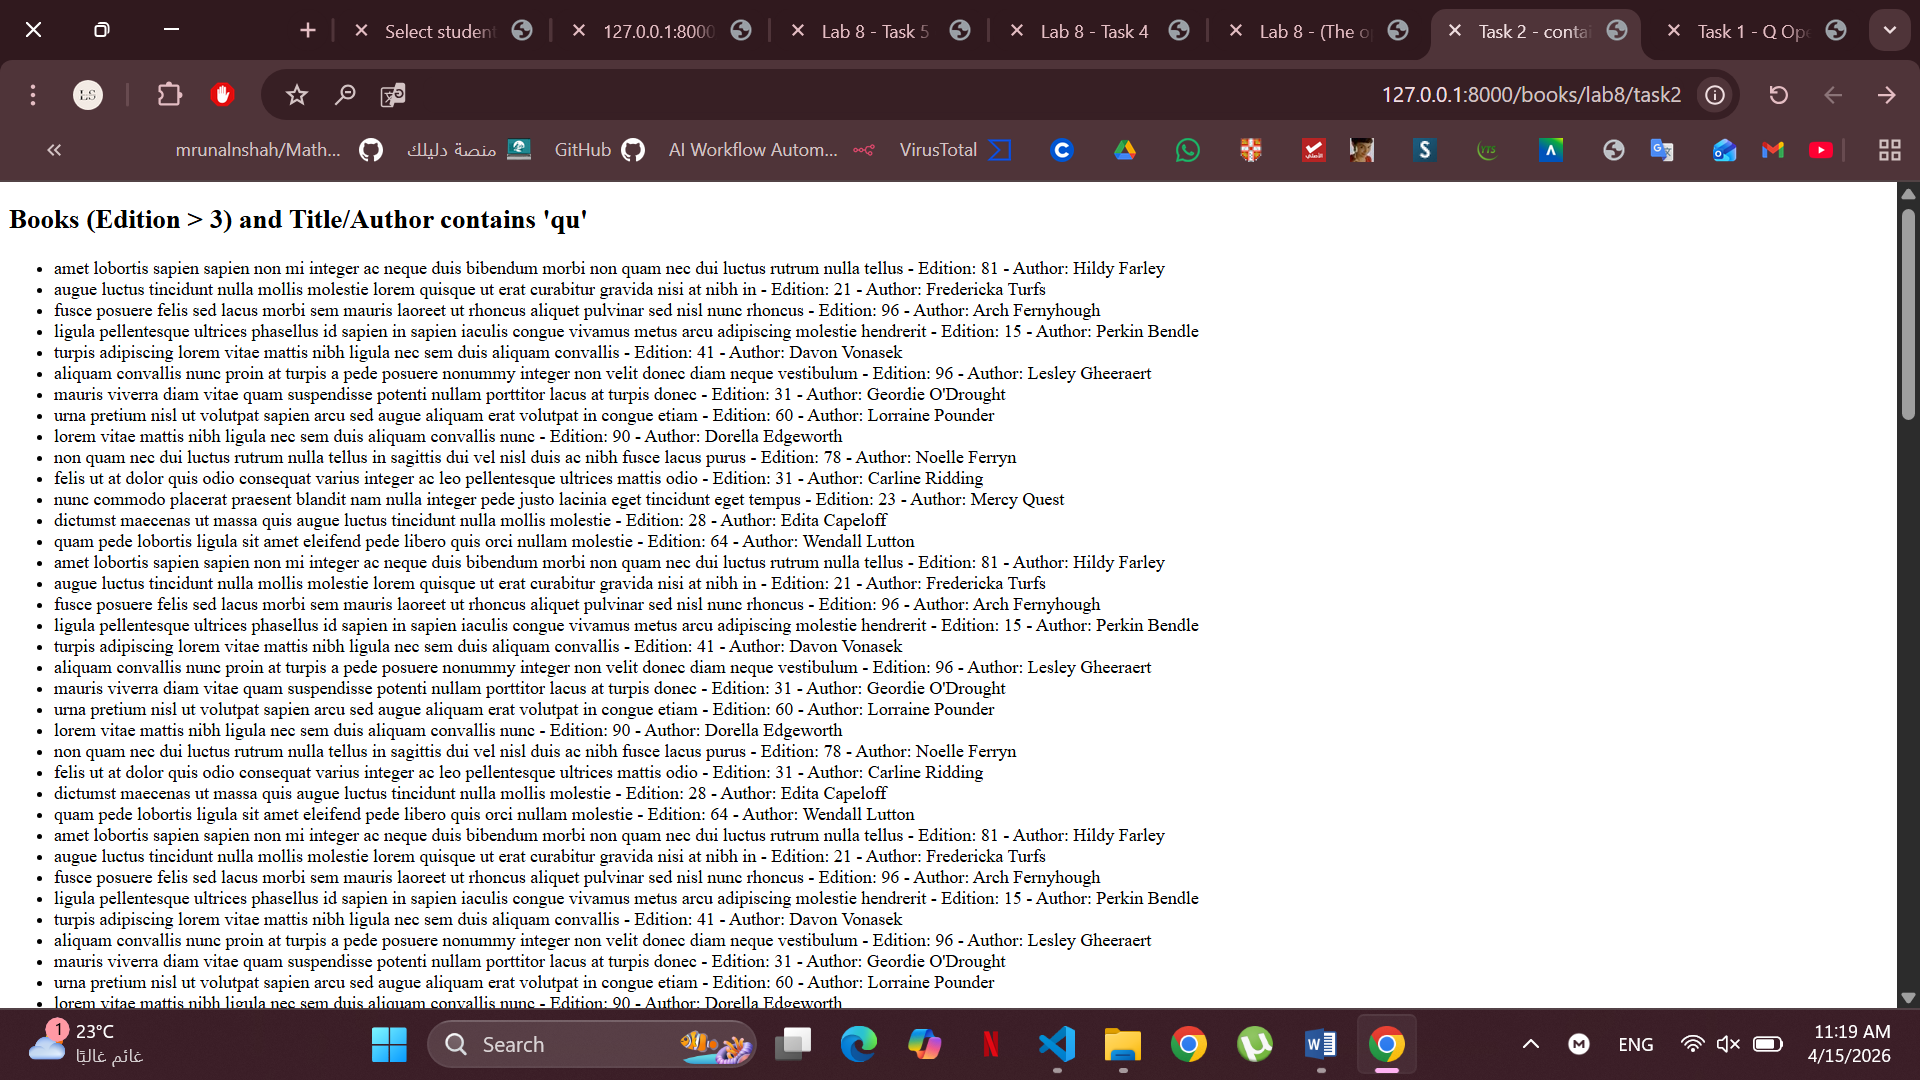 Select studen
127.0.0.1:8000
Lab 8 - Task 5
Lab 8 - Task 4
Lab 8 - (The o
Task 2 - conta
Task 1 - Q Op
LS
127.0.0.1:8000/books/lab8/task2
mrunalnshah/Math...
منصة دليلك
GitHub
AI Workflow Autom...
VirusTotal
Books (Edition > 3) and Title/Author contains 'qu'
• amet lobortis sapien sapien non mi integer ac neque duis bibendum morbi non quam nec dui luctus rutrum nulla tellus - Edition: 81 - Author: Hildy Farley
• augue luctus tincidunt nulla mollis molestie lorem quisque ut erat curabitur gravida nisi at nibh in - Edition: 21 - Author: Fredericka Turfs
• fusce posuere felis sed lacus morbi sem mauris laoreet ut rhoncus aliquet pulvinar sed nisl nunc rhoncus - Edition: 96 - Author: Arch Fernyhough
• ligula pellentesque ultrices phasellus id sapien in sapien iaculis congue vivamus metus arcu adipiscing molestie hendrerit - Edition: 15 - Author: Perkin Bendle
• turpis adipiscing lorem vitae mattis nibh ligula nec sem duis aliquam convallis - Edition: 41 - Author: Davon Vonasek
• aliquam convallis nunc proin at turpis a pede posuere nonummy integer non velit donec diam neque vestibulum - Edition: 96 - Author: Lesley Gheeraert
• mauris viverra diam vitae quam suspendisse potenti nullam porttitor lacus at turpis donec - Edition: 31 - Author: Geordie O'Drought
• urna pretium nisl ut volutpat sapien arcu sed augue aliquam erat volutpat in congue etiam - Edition: 60 - Author: Lorraine Pounder
• lorem vitae mattis nibh ligula nec sem duis aliquam convallis nunc - Edition: 90 - Author: Dorella Edgeworth
• non quam nec dui luctus rutrum nulla tellus in sagittis dui vel nisl duis ac nibh fusce lacus purus - Edition: 78 - Author: Noelle Ferryn
• felis ut at dolor quis odio consequat varius integer ac leo pellentesque ultrices mattis odio - Edition: 31 - Author: Carline Ridding
• nunc commodo placerat praesent blandit nam nulla integer pede justo lacinia eget tincidunt eget tempus - Edition: 23 - Author: Mercy Quest
• dictumst maecenas ut massa quis augue luctus tincidunt nulla mollis molestie - Edition: 28 - Author: Edita Capeloff
• quam pede lobortis ligula sit amet eleifend pede libero quis orci nullam molestie - Edition: 64 - Author: Wendall Lutton
• amet lobortis sapien sapien non mi integer ac neque duis bibendum morbi non quam nec dui luctus rutrum nulla tellus - Edition: 81 - Author: Hildy Farley
• augue luctus tincidunt nulla mollis molestie lorem quisque ut erat curabitur gravida nisi at nibh in - Edition: 21 - Author: Fredericka Turfs
• fusce posuere felis sed lacus morbi sem mauris laoreet ut rhoncus aliquet pulvinar sed nisl nunc rhoncus - Edition: 96 - Author: Arch Fernyhough
• ligula pellentesque ultrices phasellus id sapien in sapien iaculis congue vivamus metus arcu adipiscing molestie hendrerit - Edition: 15 - Author: Perkin Bendle
• turpis adipiscing lorem vitae mattis nibh ligula nec sem duis aliquam convallis - Edition: 41 - Author: Davon Vonasek
• aliquam convallis nunc proin at turpis a pede posuere nonummy integer non velit donec diam neque vestibulum - Edition: 96 - Author: Lesley Gheeraert
• mauris viverra diam vitae quam suspendisse potenti nullam porttitor lacus at turpis donec - Edition: 31 - Author: Geordie O'Drought
• urna pretium nisl ut volutpat sapien arcu sed augue aliquam erat volutpat in congue etiam - Edition: 60 - Author: Lorraine Pounder
• lorem vitae mattis nibh ligula nec sem duis aliquam convallis nunc - Edition: 90 - Author: Dorella Edgeworth
• non quam nec dui luctus rutrum nulla tellus in sagittis dui vel nisl duis ac nibh fusce lacus purus - Edition: 78 - Author: Noelle Ferryn
• felis ut at dolor quis odio consequat varius integer ac leo pellentesque ultrices mattis odio - Edition: 31 - Author: Carline Ridding
• dictumst maecenas ut massa quis augue luctus tincidunt nulla mollis molestie - Edition: 28 - Author: Edita Capeloff
• quam pede lobortis ligula sit amet eleifend pede libero quis orci nullam molestie - Edition: 64 - Author: Wendall Lutton
• amet lobortis sapien sapien non mi integer ac neque duis bibendum morbi non quam nec dui luctus rutrum nulla tellus - Edition: 81 - Author: Hildy Farley
• augue luctus tincidunt nulla mollis molestie lorem quisque ut erat curabitur gravida nisi at nibh in - Edition: 21 - Author: Fredericka Turfs
• fusce posuere felis sed lacus morbi sem mauris laoreet ut rhoncus aliquet pulvinar sed nisl nunc rhoncus - Edition: 96 - Author: Arch Fernyhough
• ligula pellentesque ultrices phasellus id sapien in sapien iaculis congue vivamus metus arcu adipiscing molestie hendrerit - Edition: 15 - Author: Perkin Bendle
• turpis adipiscing lorem vitae mattis nibh ligula nec sem duis aliquam convallis - Edition: 41 - Author: Davon Vonasek
• aliquam convallis nunc proin at turpis a pede posuere nonummy integer non velit donec diam neque vestibulum - Edition: 96 - Author: Lesley Gheeraert
• mauris viverra diam vitae quam suspendisse potenti nullam porttitor lacus at turpis donec - Edition: 31 - Author: Geordie O'Drought
• urna pretium nisl ut volutpat sapien arcu sed augue aliquam erat volutpat in congue etiam - Edition: 60 - Author: Lorraine Pounder
• lorem vitae mattis nibh ligula nec sem duis aliquam convallis nunc - Edition: 90 - Author: Dorella Edgeworth
1
23°C
غائم غالبًا
Search
ENG
11:19 AM
4/15/2026